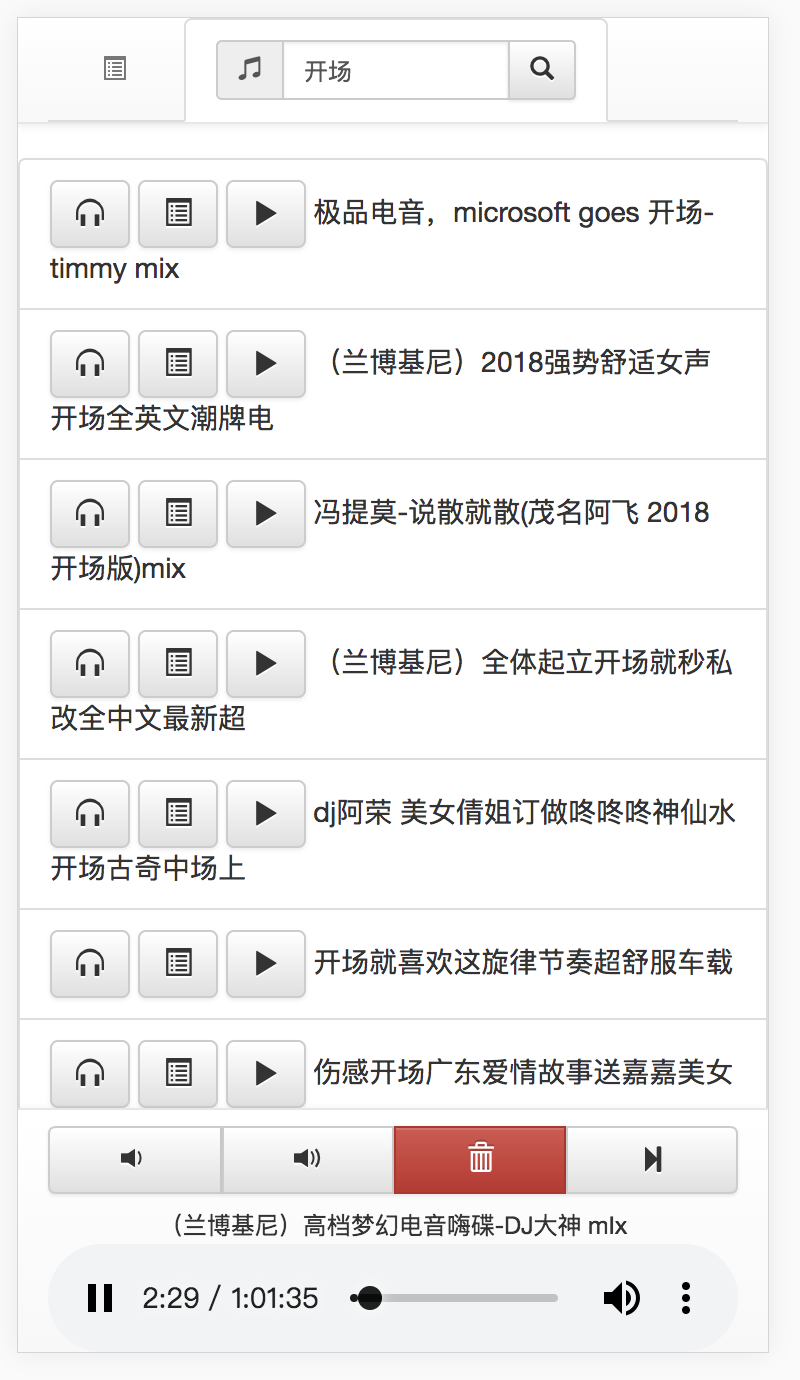 开场
极品电音，microsoft goes 开场-
timmy mix
（兰博基尼）2018强势舒适女声
开场全英文潮牌电
冯提莫-说散就散(茂名阿飞 2018
开场版)mix
（兰博基尼）全体起立开场就秒私
改全中文最新超
dj阿荣 美女倩姐订做咚咚咚神仙水
开场古奇中场上
开场就喜欢这旋律节奏超舒服车载
伤感开场广东爱情故事送嘉嘉美女
（兰博基尼）高档梦幻电音嗨碟-DJ大神 mIx
2:29 / 1:01:35